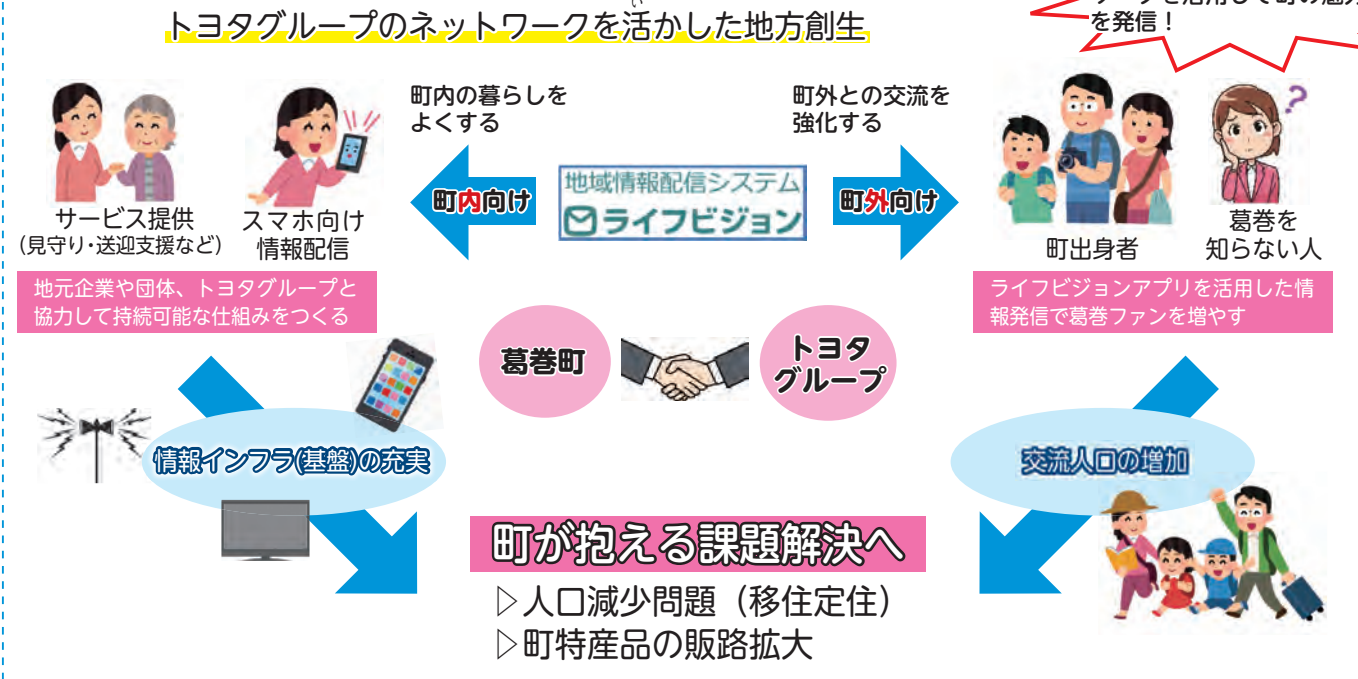 い
トヨタグループのネットワークを活かした地方創生
を発信！
町内の暮らしを
よくする
町外との交流を
強化する
町内向け
地域情報配信システム
ライフビジョン
町外向け
?
サービス提供
（見守り・送迎支援など）
スマホ向け
情報配信
町出身者
葛巻を
知らない人
地元企業や団体、トヨタグループと
協力して持続可能な仕組みをつくる
ライフビジョンアプリを活用した情
報発信で葛巻ファンを増やす
葛巻町
トヨタ
グループ
情報インフラ(基盤)の充実
交流人口の増加
町が抱える課題解決へ
▷人口減少問題（移住定住）
▷町特産品の販路拡大